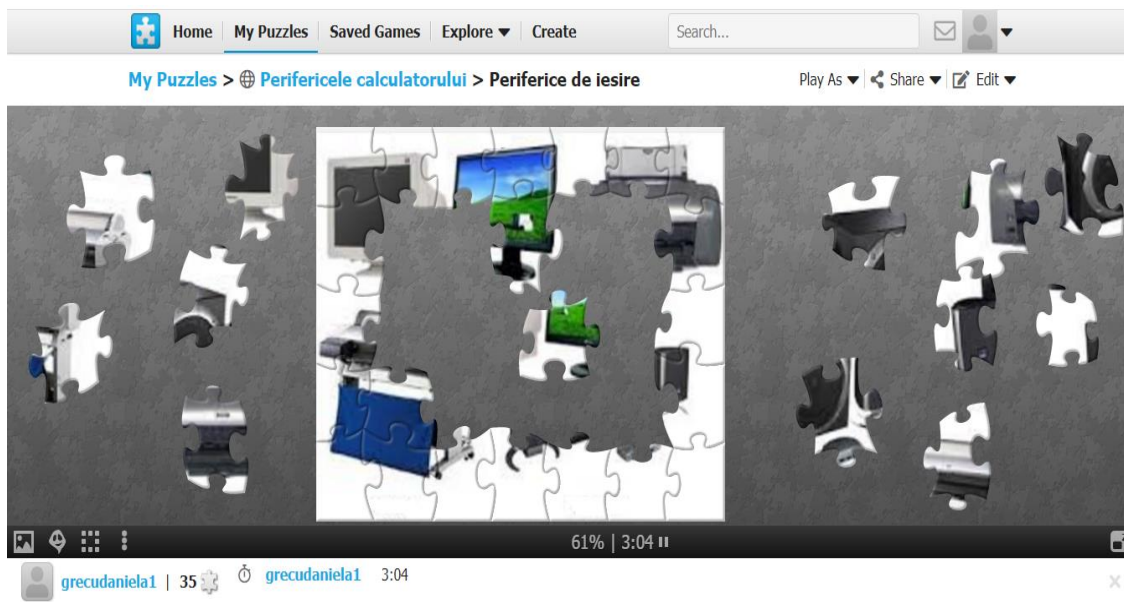 Home My Puzzles Saved Games Explore Create Search...
My Puzzles > Perifericele calculatorului > Periferice de iesire Play As Share Edit
61% | 3:04
grecudaniela1 | 35 grecudaniela1 3:04